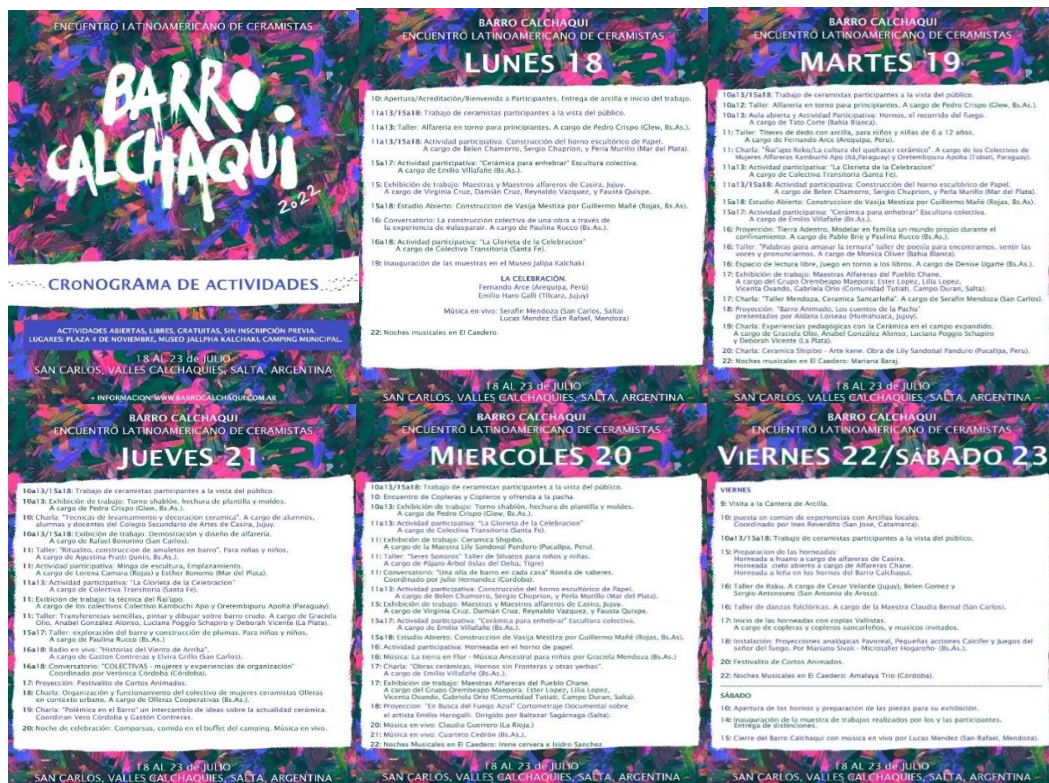 ENCUENTRO LATINOAMERICANO DE CERAMISTAS
BARRO
CALCHAQUI
2022
CRONOGRAMA DE ACTIVIDADES
ACTIVIDADES ABIERTAS, LIBRES, GRATUITAS, SIN INSCRIPCIÓN PREVIA.
LUGARES: PLAZA 4 DE NOVIEMBRE, MUSEO JALLPHA KALCHAKI, CAMPING MUNICIPAL.
18 AL 23 de JULIO
SAN CARLOS, VALLES CALCHAQUIES, SALTA, ARGENTINA
+ INFORMACION: WWW.BARROCALCHAQUI.COM.AR
BARRO CALCHAQUI
ENCUENTRO LATINOAMERICANO DE CERAMISTAS
LUNES 18
10: Apertura/Acreditación/Bienvenida a Participantes. Entrega de arcilla e inicio del trabajo.
11a13/15a18: Trabajo de ceramistas participantes a la vista del público.
11a13: Taller: Alfareria en torno para principiantes. A cargo de Pedro Crispo (Glew, Bs.As.).
11a13/15a18: Actividad participativa: Construcción del horno escultórico de Papel.
A cargo de Belen Chamorro, Sergio Chuprion, y Perla Murillo (Mar del Plata).
15a17: Actividad participativa: "Cerámica para enhebrar" Escultura colectiva.
A cargo de Emilio Villafañe (Bs.As.).
15: Exhibición de trabajo: Maestras y Maestros alfareros de Casira, Jujuy.
A cargo de Virginia Cruz, Damián Cruz, Reynaldo Vazquez, y Fausta Quispe.
15a18: Estudio Abierto: Construccion de Vasija Mestiza por Guillermo Mañé (Rojas, Bs.As).
16: Conversatorio: La construcción colectiva de una obra a través de
la experiencia de #alasparair. A cargo de Paulina Rucco (Bs.As.).
16a18: Actividad participativa: "La Glorieta de la Celebracion"
A cargo de Colectiva Transitoria (Santa Fe).
19: Inauguración de las muestras en el Museo Jallpa Kalchaki:
LA CELEBRACIÓN.
Fernando Arce (Arequipa, Perú)
Emilio Haro Galli (Tilcara, Jujuy)
Música en vivo: Serafín Mendoza (San Carlos, Salta)
Lucas Mendez (San Rafael, Mendoza)
22: Noches musicales en El Caedero.
18 AL 23 de JULIO
SAN CARLOS, VALLES CALCHAQUIES, SALTA, ARGENTINA
BARRO CALCHAQUI
ENCUENTRO LATINOAMERICANO DE CERAMISTAS
MARTES 19
10a13/15a18: Trabajo de ceramistas participantes a la vista del público.
10a12: Taller: Alfareria en torno para principiantes. A cargo de Pedro Crispo (Glew, Bs.As.).
10a13: Aula abierta y Actividad Participativa: Hornos, el recorrido del fuego.
A cargo de Tato Corte (Bahia Blanca).
11: Taller: Títeres de dedo con arcilla, para niños y niñas de 6 a 12 años.
A cargo de Fernando Arce (Arequipa, Peru).
11: Charla: "Ñai'upo Reko/La cultura del quehacer cerámico". A cargo de los Colectivos de
Mujeres Alfareras Kambuchi Apo (Itá,Paraguay) y Oretembipuru Apoha (Tobatí, Paraguay).
11a13: Actividad participativa: "La Glorieta de la Celebracion"
A cargo de Colectiva Transitoria (Santa Fe).
11a13/15a18: Actividad participativa: Construcción del horno escultórico de Papel.
A cargo de Belen Chamorro, Sergio Chuprion, y Perla Murillo (Mar del Plata).
15a18: Estudio Abierto: Construccion de Vasija Mestiza por Guillermo Mañé (Rojas, Bs.As).
15a17: Actividad participativa: "Cerámica para enhebrar" Escultura colectiva.
A cargo de Emilio Villafañe (Bs.As.).
16: Proyección: Tierra Adentro, Modelar en familia un mundo propio durante el
confinamiento. A cargo de Pablo Brie y Paulina Rucco (Bs.As.).
16: Taller: "Palabras para amasar la ternura" taller de poesía para encontrarnos, sentir las
voces y pronunciarnos. A cargo de Monica Oliver (Bahia Blanca).
16: Espacio de lectura libre, Juego en torno a los libros. A cargo de Denise Ugarte (Bs.As.).
17: Exhibición de trabajo: Maestras Alfareras del Pueblo Chane.
A cargo del Grupo Orembeapo Maepora: Ester Lopez, Lilia Lopez,
Vicenta Ovando, Gabriela Orio (Comunidad Tutiati, Campo Duran, Salta).
17: Charla: "Taller Mendoza, Ceramica Sancarleña". A cargo de Serafin Mendoza (San Carlos).
18: Proyección: "Barro Animado, Los cuentos de la Pacha"
presentados por Aldana Loiseau (Humahuaca, Jujuy).
19: Charla: Experiencias pedagógicas con la Cerámica en el campo expandido.
A cargo de Graciela Olio, Anabel González Alonso, Luciana Poggio Schapiro
y Deborah Vicente (La Plata).
20: Charla: Ceramica Shipibo - Arte kene. Obra de Lily Sandobal Panduro (Pucallpa, Peru).
22: Noches musicales en El Caedero: Mariana Baraj.
18 AL 23 de JULIO
SAN CARLOS, VALLES CALCHAQUIES, SALTA, ARGENTINA
BARRO CALCHAQUI
ENCUENTRO LATINOAMERICANO DE CERAMISTAS
JUEVES 21
10a13/15a18: Trabajo de ceramistas participantes a la vista del público.
10a13: Exhibición de trabajo: Torno shablón, hechura de plantilla y moldes.
A cargo de Pedro Crispo (Glew, Bs.As.).
10: Charla: "Tecnicas de levantamiento y decoracion ceramica". A cargo de alumnos,
alumnas y docentes del Colegio Secundario de Artes de Casira, Jujuy.
10a13/15a18: Exibición de trabajo: Demostración y diseño de alfarería.
A cargo de Rafael Bonorino (San Carlos).
11: Taller: "Ritualito, construccion de amuletos en barro". Para niñas y niños.
A cargo de Agustina Pratti (Junin, Bs.As.).
11: Actividad participativa: Minga de escultura, Emplazamiento.
A cargo de Lorena Camara (Rojas) y Esther Bonomo (Mar del Plata).
11a13: Actividad participativa: "La Glorieta de la Celebracion"
A cargo de Colectiva Transitoria (Santa Fe).
11: Exibición de trabajo: la técnica del Ñai'upo.
A cargo de los colectivos Colectivo Kambuchi Apo y Oretembipuru Apoha (Paraguay).
11: Taller: Transferencias sencillas, pintar y dibujar sobre barro crudo. A cargo de Graciela
Olio, Anabel González Alonso, Luciana Poggio Schapiro y Deborah Vicente (La Plata).
15a17: Taller: exploración del barro y construcción de plumas. Para niñas y niños.
A cargo de Paulina Rucco (Bs.As.)
16a18: Radio en vivo: "Historias del Viento de Arriba".
A cargo de Gaston Contreras y Elvira Grillo (San Carlos).
16a18: Conversatorio: "COLECTIVAS - mujeres y experiencias de organización"
Coordinado por Verónica Córdoba (Córdoba).
17: Proyección: Festivalito de Cortos Animados.
18: Charla: Organización y funcionamiento del colectivo de mujeres ceramistas Olleras
en contexto urbano. A cargo de Olleras Cooperativas (Bs.As.).
19: Charla: "Polémica en el Barro" un intercambio de ideas sobre la actualidad cerámica.
Coordinan Vero Córdoba y Gastón Contreras.
20: Noche de celebración: Comparsas, comida en el buffet del camping. Música en vivo.
18 AL 23 de JULIO
SAN CARLOS, VALLES CALCHAQUIES, SALTA, ARGENTINA
BARRO CALCHAQUI
ENCUENTRO LATINOAMERICANO DE CERAMISTAS
MIERCOLES 20
10a13/15a18: Trabajo de ceramistas participantes a la vista del público.
10: Encuentro de Copleras y Copleros y ofrenda a la pacha.
10a13: Exhibición de trabajo: Torno shablón, hechura de plantilla y moldes.
A cargo de Pedro Crispo (Glew, Bs.As.).
11a13: Actividad participativa: "La Glorieta de la Celebracion"
A cargo de Colectiva Transitoria (Santa Fe).
11: Exhibición de trabajo: Ceramica Shipibo.
A cargo de la Maestra Lily Sandoval Panduro (Pucallpa, Peru).
11: Taller: "Seres Sonoros" Taller de Silvatos para niños y niñas.
A cargo de Pájaro Árbol (Islas del Delta, Tigre)
11: Conversatorio: "Una olla de barro en cada casa" Ronda de saberes.
Coordinado por Julio Hernandez (Cordoba).
11a13: Actividad participativa: Construcción del horno escultórico de Papel.
A cargo de Belen Chamorro, Sergio Chuprion, y Perla Murillo (Mar del Plata).
15: Exhibición de trabajo: Maestras y Maestros alfareros de Casira, Jujuy.
A cargo de Virginia Cruz, Damián Cruz, Reynaldo Vazquez, y Fausta Quispe.
15a17: Actividad participativa: "Cerámica para enhebrar" Escultura colectiva.
A cargo de Emilio Villafañe (Bs.As.).
15a18: Estudio Abierto: Construccion de Vasija Mestiza por Guillermo Mañé (Rojas, Bs.As).
16: Actividad participativa: Horneada en el horno de papel.
16: Música: La tierra en Flor - Música Ancestral para niños por Graciela Mendoza (Bs.As.)
17: Charla: "Obras cerámicas, Hornos sin Fronteras y otras yerbas".
A cargo de Emilio Villafañe (Bs.As.)
17: Exhibición de trabajo: Maestras Alfareras del Pueblo Chane.
A cargo del Grupo Orembeapo Maepora: Ester Lopez, Lilia Lopez,
Vicenta Ovando, Gabriela Orio (Comunidad Tutiati, Campo Duran, Salta).
18: Proyeccion: "En Busca del Fuego Azul" Cortometraje Documental sobre
el artista Emilio Harogalli. Dirigido por Baltazar Sagárnaga (Salta).
20: Música en vivo: Claudia Guerrero (La Rioja.)
21: Música en vivo: Cuarteto Cedrón (Bs.As.).
22: Noches Musicales en El Caedero: Irene cervera e Isidro Sanchez
18 AL 23 de JULIO
SAN CARLOS, VALLES CALCHAQUIES, SALTA, ARGENTINA
BARRO CALCHAQUI
ENCUENTRO LATINOAMERICANO DE CERAMISTAS
VIERNES 22/SÁBADO 23
VIERNES
9: Visita a la Cantera de Arcilla.
10: puesta en común de experiencias con Arcillas locales.
Coordinado por Ines Reverdito (San Jose, Catamarca).
10a13/15a18: Trabajo de ceramistas participantes a la vista del público.
15: Preparacion de las horneadas:
Horneada a huano a cargo de alfareras de Casira.
Horneada cielo abierto a cargo de Alfareras Chane.
Horneada a leña en los hornos del Barro Calchaqui.
16: Taller de Raku. A cargo de César Velarde (Jujuy), Belen Gomez y
Sergio Antoneone (San Antonio de Areco).
16: Taller de danzas folclóricas. A cargo de la Maestra Claudia Bernal (San Carlos).
17: Inicio de las horneadas con coplas Vallistas.
A cargo de copleras y copleros sancarleños, y musicos invitados.
18: Instalación: Proyecciones analógicas Pavoreal, Pequeñas acciones Calcifer y Juegos del
señor del fuego. Por Mariano Sivak - Microtaller Hogareño- (Bs.As.)
20: Festivalito de Cortos Animados.
22: Noches Musicales en El Caedero: Amalaya Trio (Córdoba).
SÁBADO
10: Apertura de los hornos y preparación de las piezas para su exhibición.
14: Inauguración de la muestra de trabajos realizados por los y las participantes.
Entrega de distinciones.
15: Cierre del Barro Calchaqui con música en vivo por Lucas Mendez (San Rafael, Mendoza).
18 AL 23 de JULIO
SAN CARLOS, VALLES CALCHAQUIES, SALTA, ARGENTINA